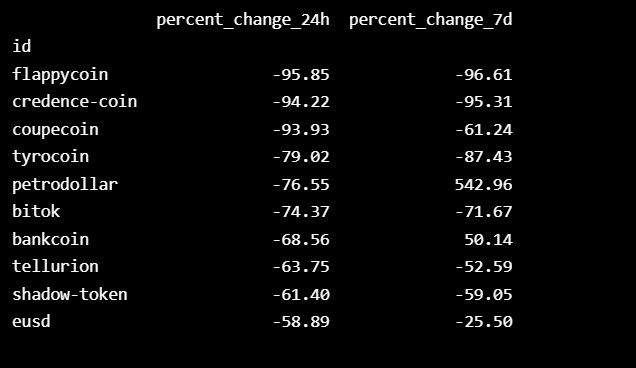 percent_change_24h percent_change_7d
id
flappycoin -95.85 -96.61
credence-coin -94.22 -95.31
coupecoin -93.93 -61.24
tyrocoin -79.02 -87.43
petrodollar -76.55 542.96
bitok -74.37 -71.67
bankcoin -68.56 50.14
tellurion -63.75 -52.59
shadow-token -61.40 -59.05
eusd -58.89 -25.50